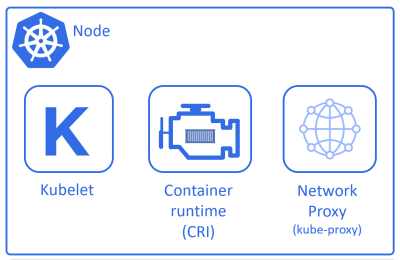 Node
K
Kubelet
Container
runtime
(CRI)
Network
Proxy
(kube-proxy)